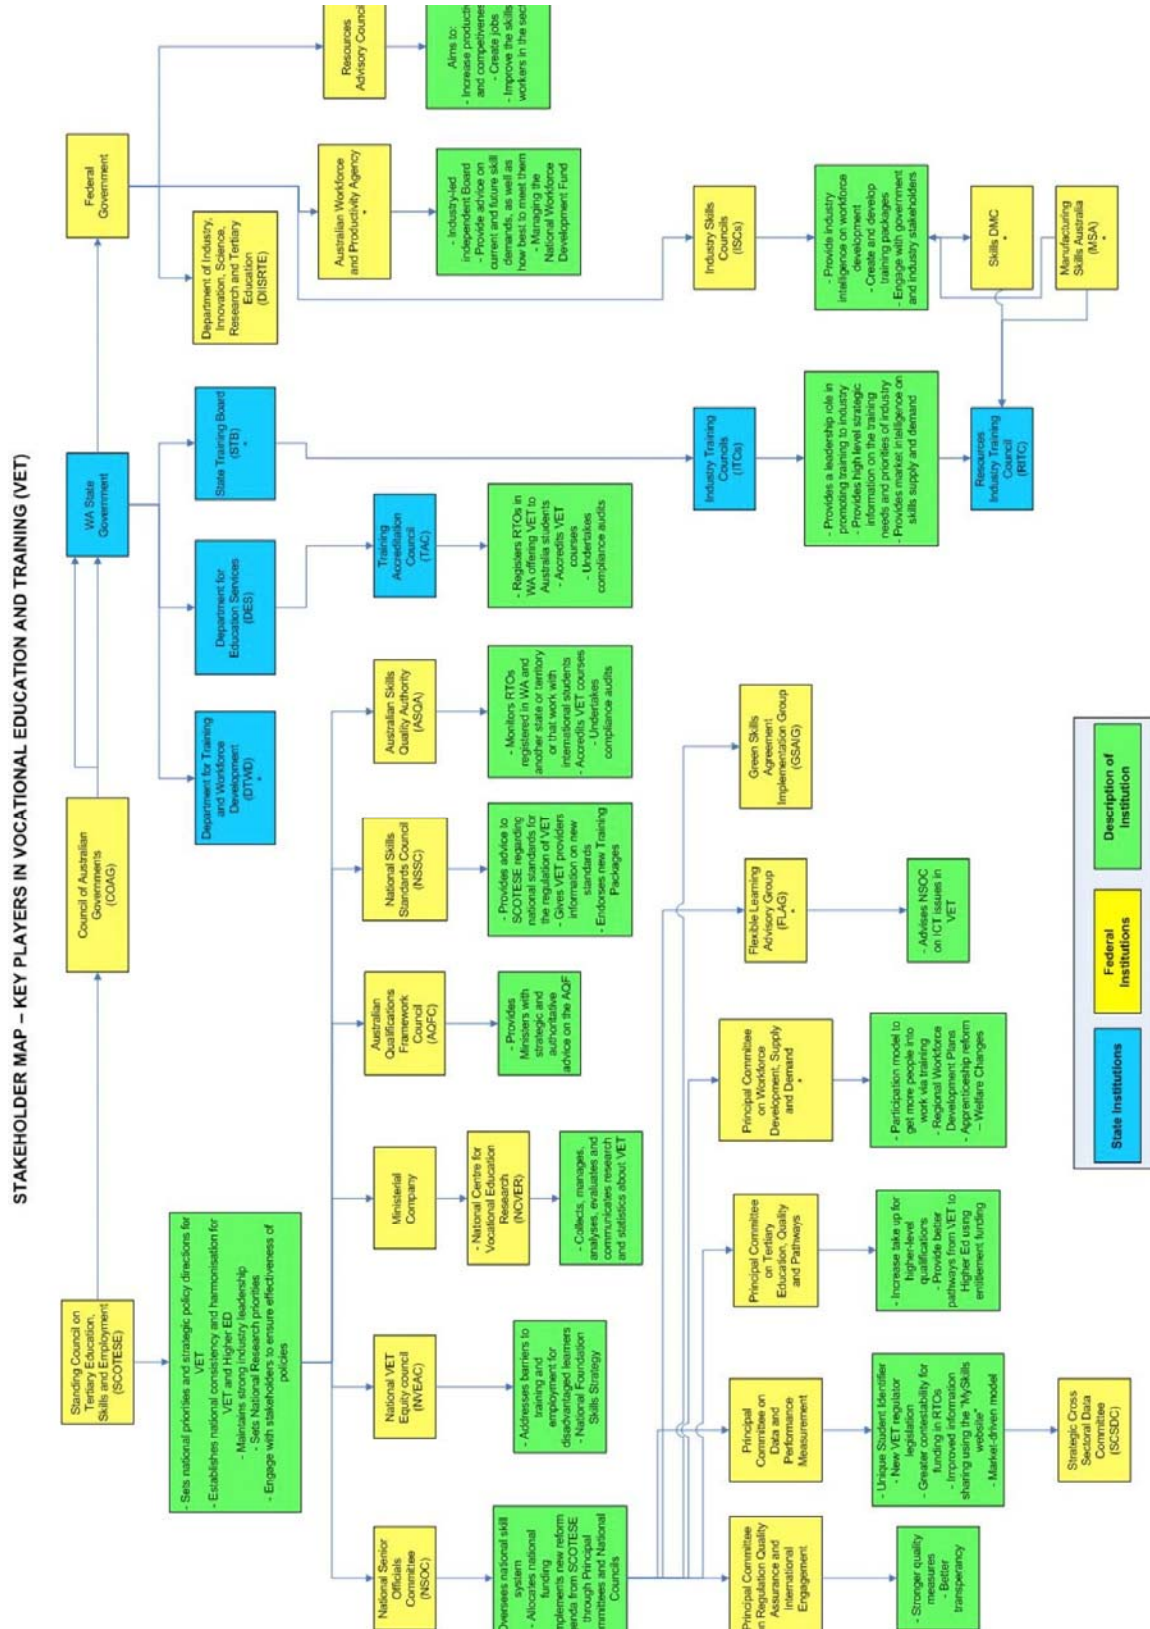 STAKEHOLDER MAP – KEY PLAYERS IN VOCATIONAL EDUCATION AND TRAINING (VET)
Standing Council on
Tertiary Education,
Skills and Employment
(SCOTESE)
Council of Australian
Governments
(COAG)
WA State
Government
Federal
Government
- Sets national priorities and strategic policy directions for
VET
- Establishes national consistency and harmonisation for
VET and Higher ED
- Maintains strong industry leadership
- Sets National Research priorities
- Engage with stakeholders to ensure effectiveness of
policies
Department for Training
and Workforce
Development
(DTWD)
*
Department for
Education Services
(DES)
State Training Board
(STB)
*
Department of Industry,
Innovation, Science,
Research and Tertiary
Education
(DIISRTE)
Australian Workforce
and Productivity Agency
*
Resources
Advisory Council
National Senior
Officials
Committee
(NSOC)
National VET
Equity council
(NVEAC)
Ministerial
Company
Australian
Qualifications
Framework
Council
(AQFC)
National Skills
Standards Council
(NSSC)
Australian Skills
Quality Authority
(ASQA)
Training
Accreditation
Council
(TAC)
- Industry-led
independent Board
- Provide advice on
current and future skill
demands, as well as
how best to meet them
- Managing the
National Workforce
Development Fund
Aims to:
- Increase
and
- Create jobs
- Improve the skills
workers in the
Oversees national skill
system
- Allocates national
funding
new reform
from SCOTESE
through Principal
and National
Councils
- Addresses barriers to
training and
employment for
disadvantaged learners
- National Foundation
Skills Strategy
- National Centre for
Vocational Education
Research
(NCVER)
- Collects, manages,
analyses, evaluates and
communicates research
and statistics about VET
- Provides
Ministers with
strategic and
authoritative
advice on the AQF
- Provides advice to
SCOTESE regarding
national standards for
the regulation of VET
- Gives VET providers
information on new
standards
- Endorses new Training
Packages
- Monitors RTOs
registered in WA and
another state or territory
or that work with
international students
- Accredits VET courses
- Undertakes
compliance audits
- Registers RTOs in
WA offering VET to
Australia students
- Accredits VET
courses
- Undertakes
compliance audits
Industry Training
Councils
(ITCs)
Industry Skills
Councils
(ISCs)
Principal Committee
on Regulation Quality
Assurance and
International
Engagement
Principal
Committee on
Data and
Performance
Measurement
Principal Committee
on Tertiary
Education, Quality
and Pathways
Principal Committee
on Workforce
Development, Supply
and Demand
*
Flexible Learning
Advisory Group
(FLAG)
*
Green Skills
Agreement
Implementation Group
(GSAIG)
- Provides a leadership role in
promoting training to industry
- Provides high level strategic
information on the training
needs and priorities of industry
- Provides market intelligence on
skills supply and demand
- Provide industry
intelligence on workforce
development
- Create and develop
training packages
- Engage with government
and industry stakeholders
- Stronger quality
measures
- Better
transperancy
- Unique Student Identifier
- New VET regulator
legislation
- Greater contestability for
funding in RTOs
- Improved information
sharing using the "MySkills
website"
- Market-driven model
- Increase take up for
higher-level
qualifications
- Provide better
pathways from VET to
Higher Ed using
entitlement funding
- Participation model to
get more people into
work via training
- Regional Workforce
Development Plans
- Apprenticeship reform
– Welfare Changes
- Advises NSOC
on ICT issues in
VET
Resources
Industry Training
Council
(RITC)
Skills DMC
*
Manufacturing
Skills Australia
(MSA)
*
Strategic Cross
Sectoral Data
Committee
(SCSDC)
State Institutions
Federal
Institutions
Description of
Institution